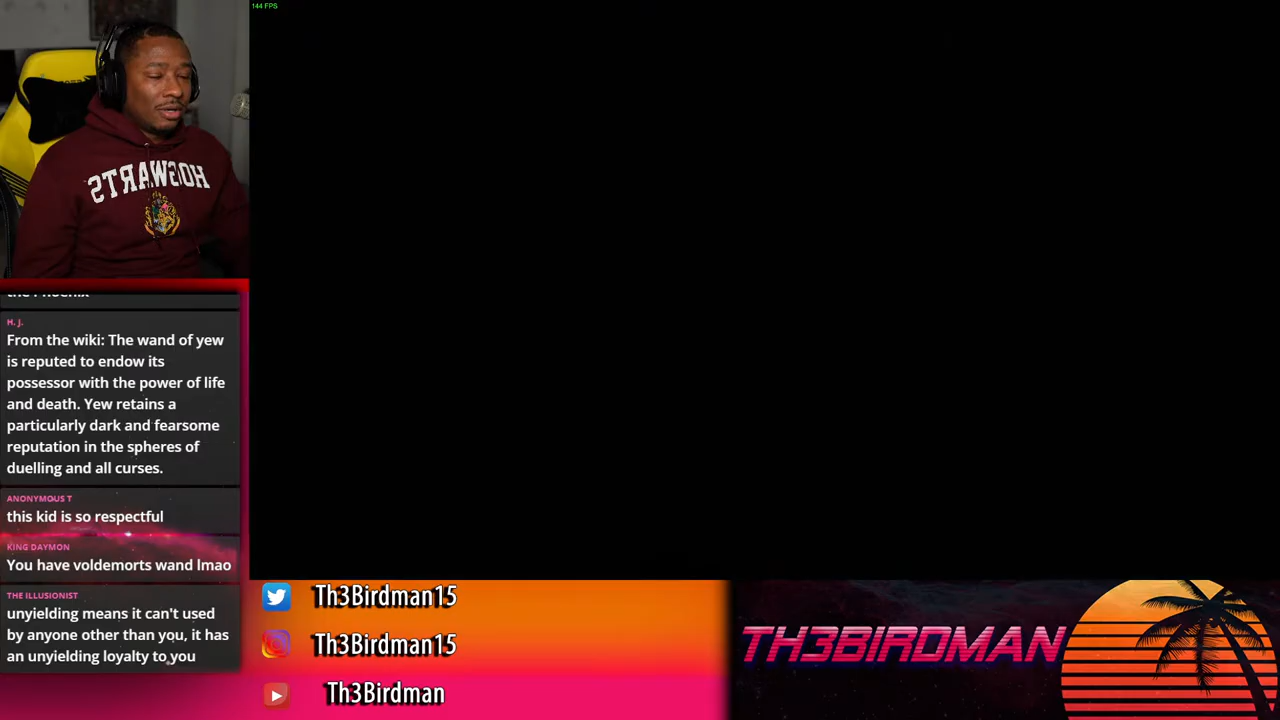 144 FPS
HOGWARTS
the Phoenix
H. J.
From the wiki: The wand of yew
is reputed to endow its
possessor with the power of life
and death. Yew retains a
particularly dark and fearsome
reputation in the spheres of
duelling and all curses.
ANONYMOUS T
this kid is so respectful
KING DAYMON
You have voldemorts wand lmao
THE ILLUSIONIST
unyielding means it can't used
by anyone other than you, it has
an unyielding loyalty to you
Th3Birdman15
Th3Birdman15
Th3Birdman
TH3BIRDMAN